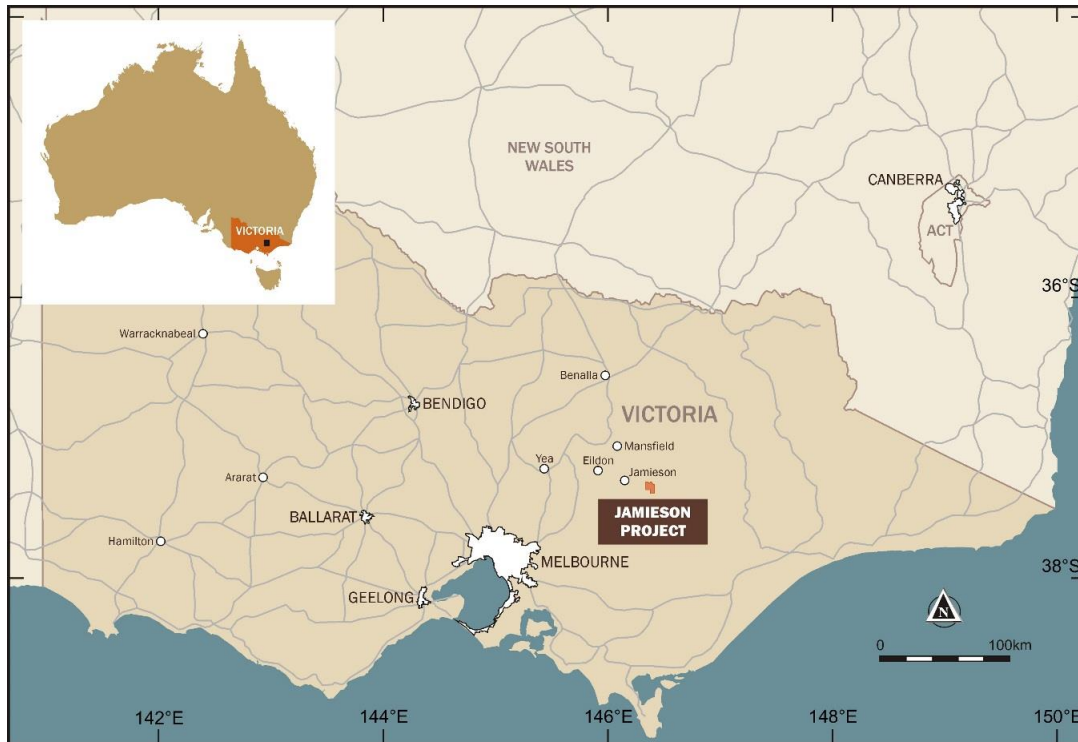 VICTORIA
NEW SOUTH
WALES
CANBERRA
ACT
36°S
Warracknabeal
Benalla
BENDIGO
VICTORIA
Mansfield
Yea
Eildon
Jamieson
Ararat
JAMIESON
PROJECT
BALLARAT
Hamilton
MELBOURNE
38°S
GEELONG
N
0
100km
142°E
144°E
146°E
148°E
150°E